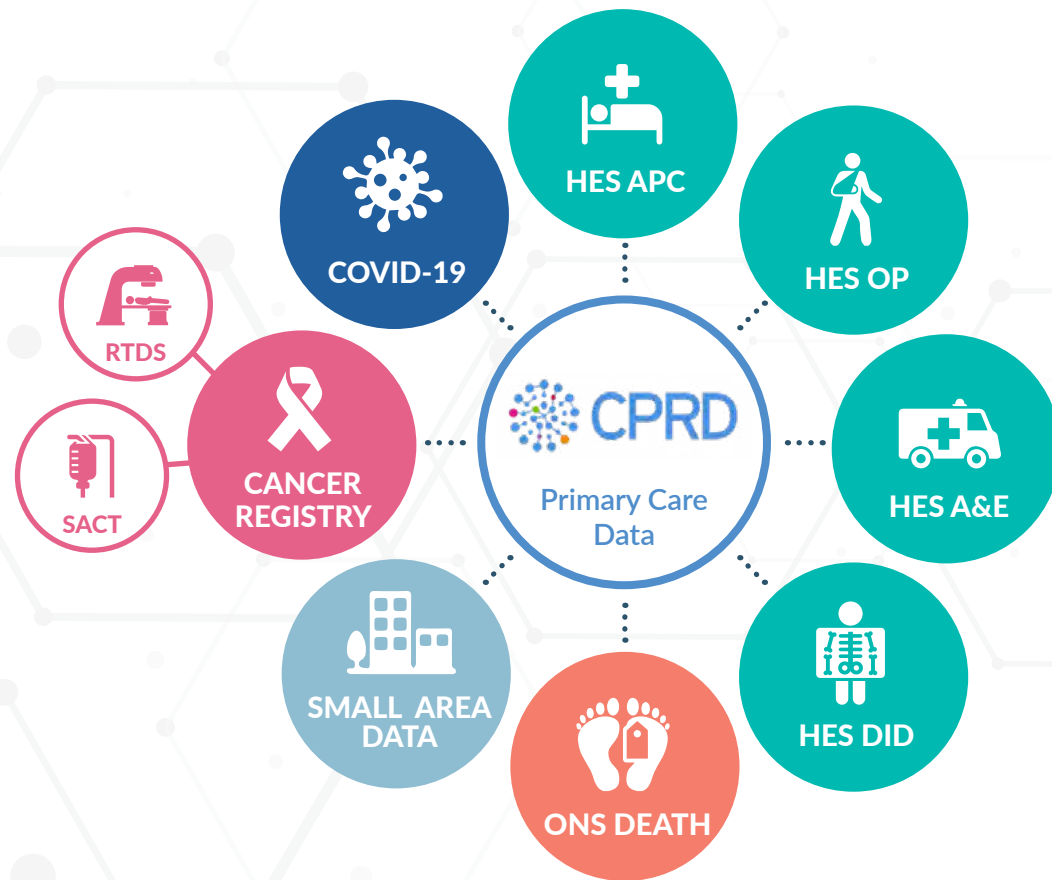 HES APC
COVID-19
HES OP
RTDS
CPRD
Primary Care
Data
CANCER
REGISTRY
HES A&E
SACT
SMALL AREA
DATA
HES DID
ONS DEATH